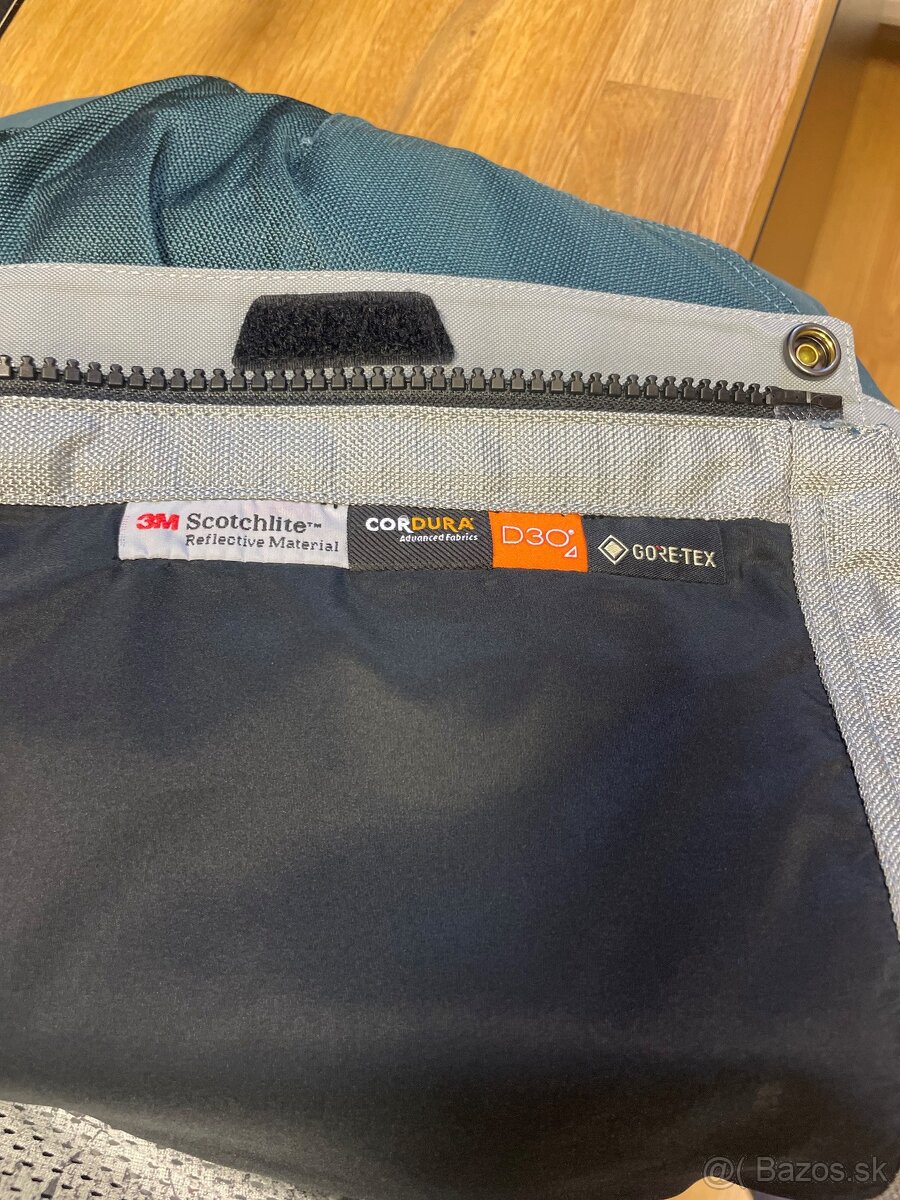 3M Scotchlite™
Reflective Material
CORDURA®
Advanced Fabrics
D3O
GORE-TEX
@( Bazos.sk